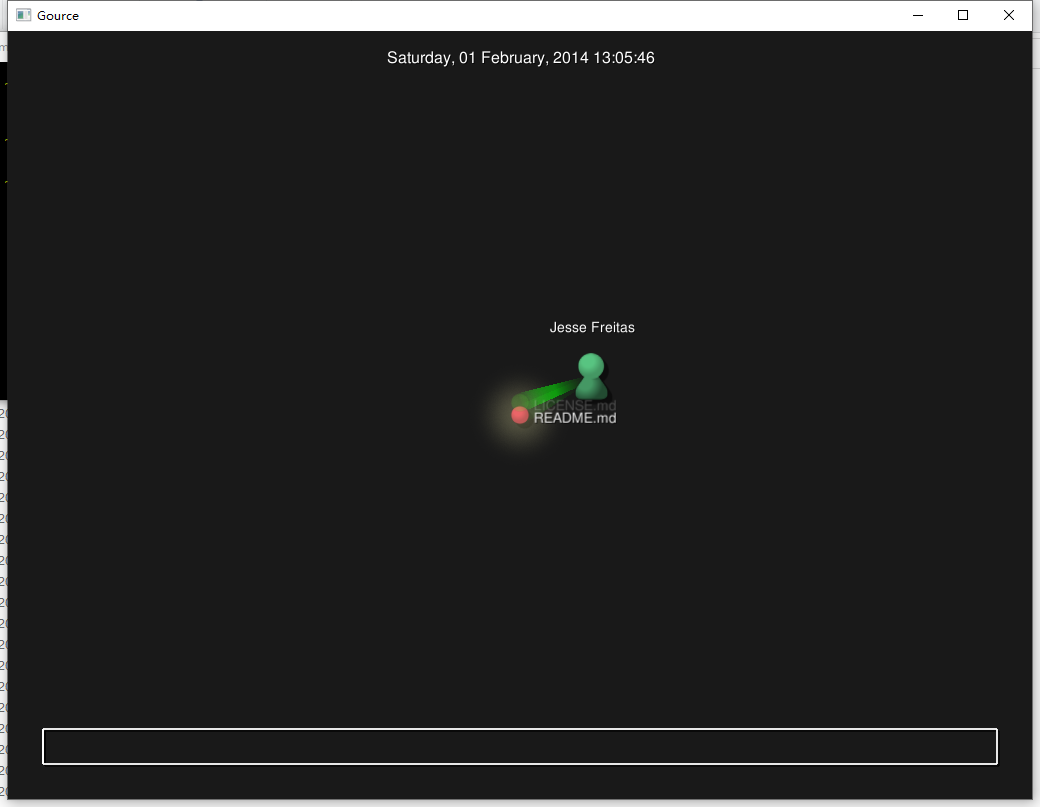 Gource
Saturday, 01 February, 2014 13:05:46
Jesse Freitas
LICENSE.md
README.md